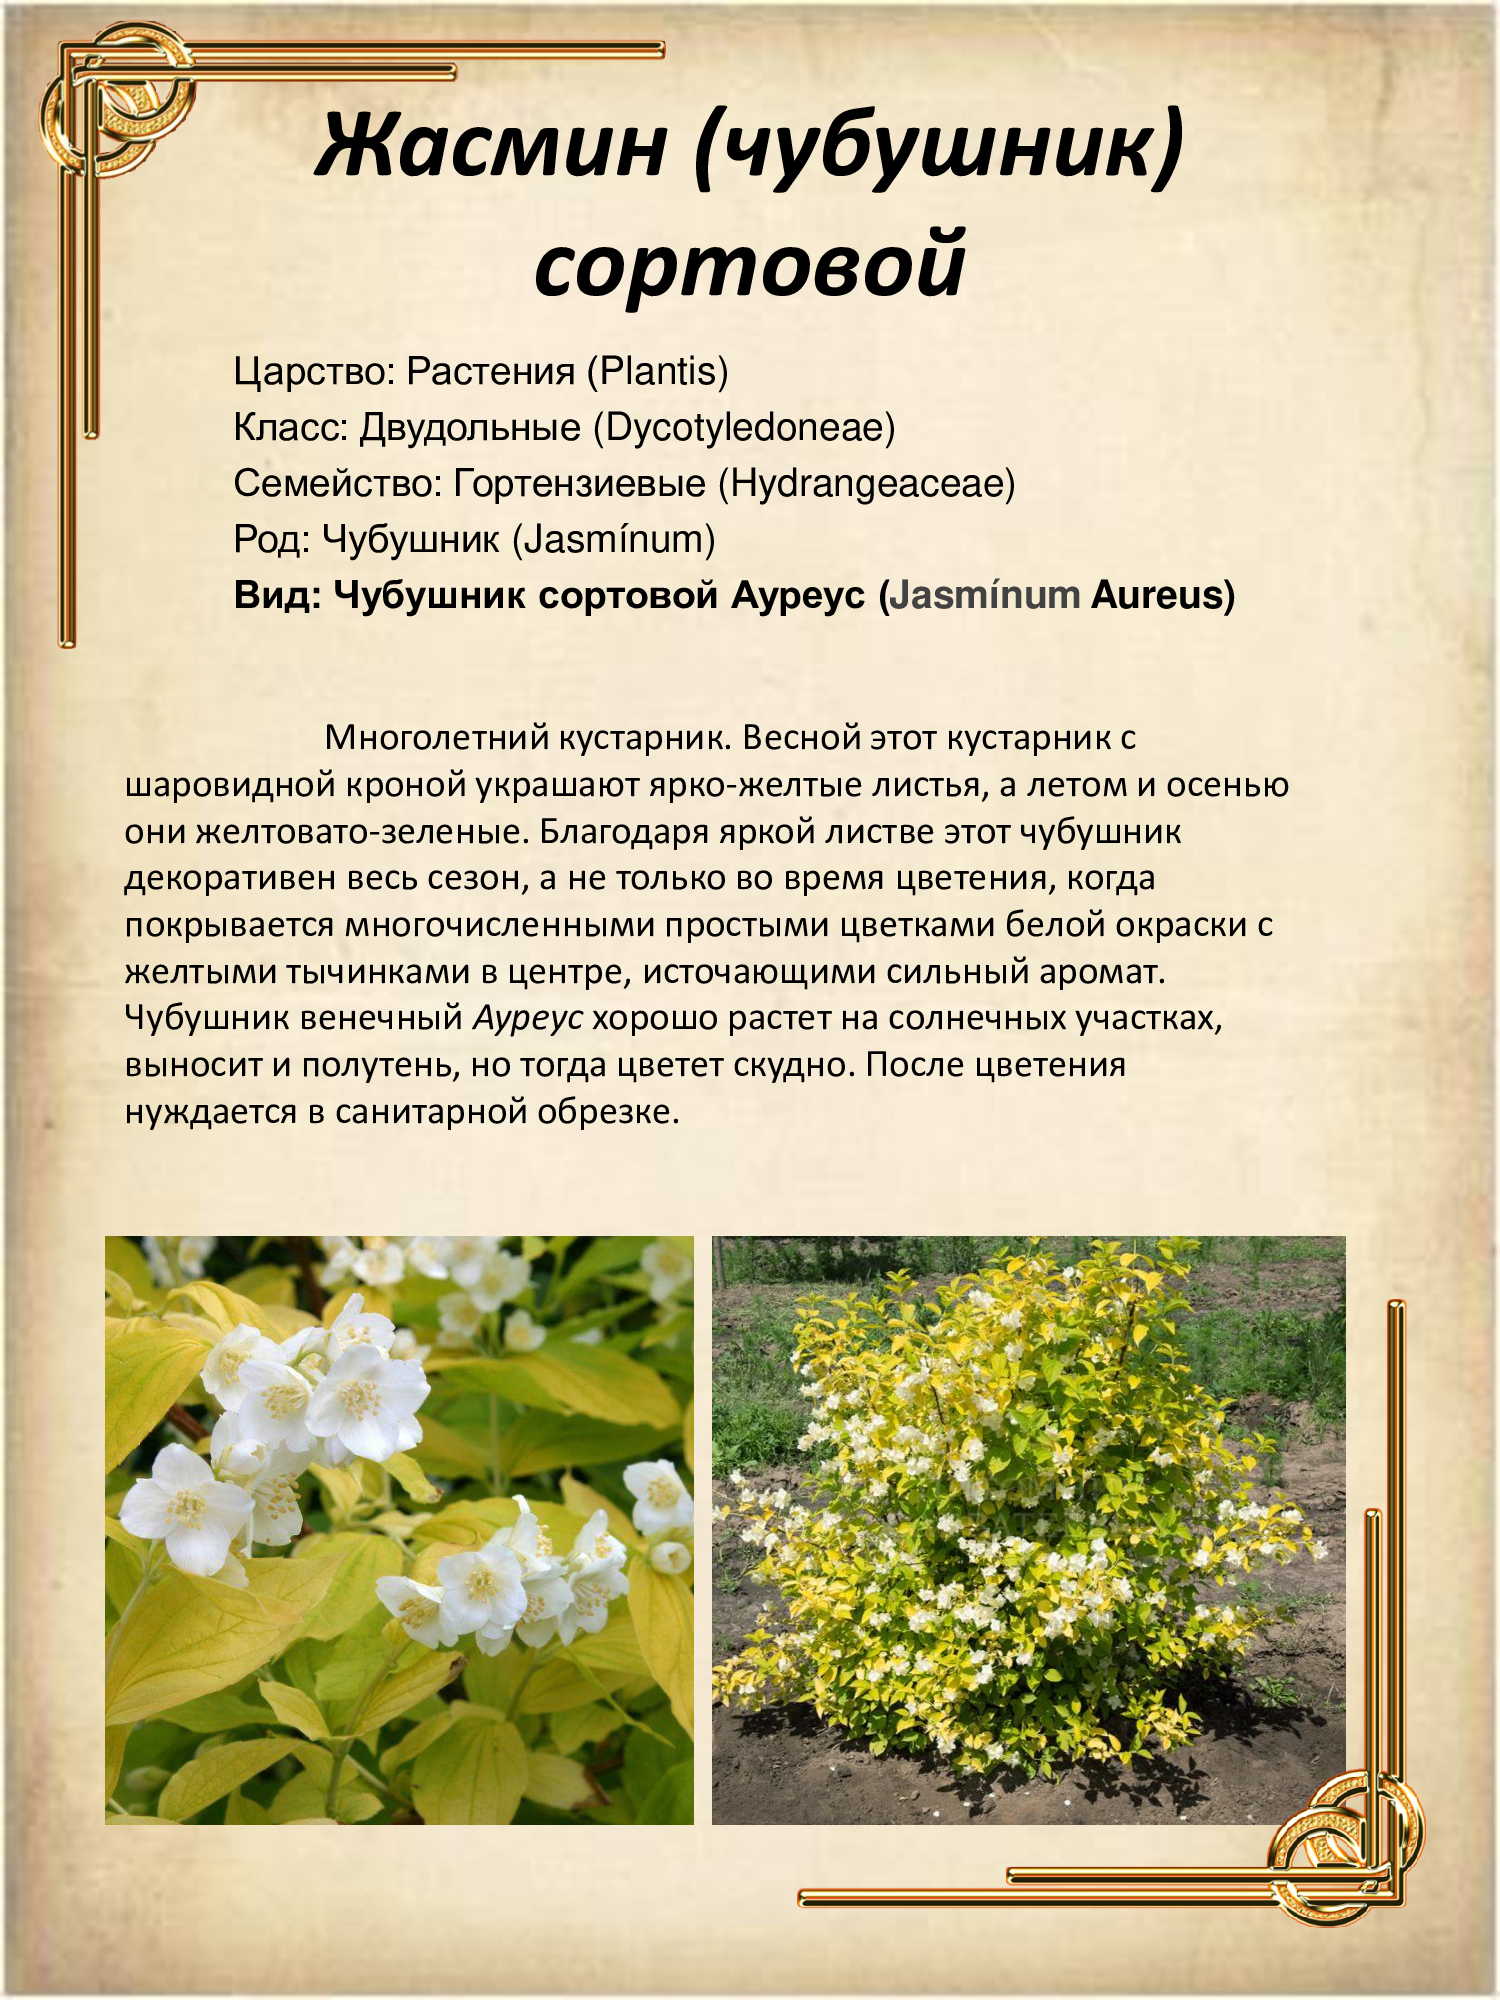 Жасмин (чубушник)
сортовой
Царство: Растения (Plantis)
Класс: Двудольные (Dycotyledoneae)
Семейство: Гортензиевые (Hydrangeaceae)
Род: Чубушник (Jasmínum)
Вид: Чубушник сортовой Ауреус (Jasmínum Aureus)
Многолетний кустарник. Весной этот кустарник с
шаровидной кроной украшают ярко-желтые листья, а летом и осенью
они желтовато-зеленые. Благодаря яркой листве этот чубушник
декоративен весь сезон, а не только во время цветения, когда
покрывается многочисленными простыми цветками белой окраски с
желтыми тычинками в центре, источающими сильный аромат.
Чубушник венечный Ауреус хорошо растет на солнечных участках,
выносит и полутень, но тогда цветет скудно. После цветения
нуждается в санитарной обрезке.